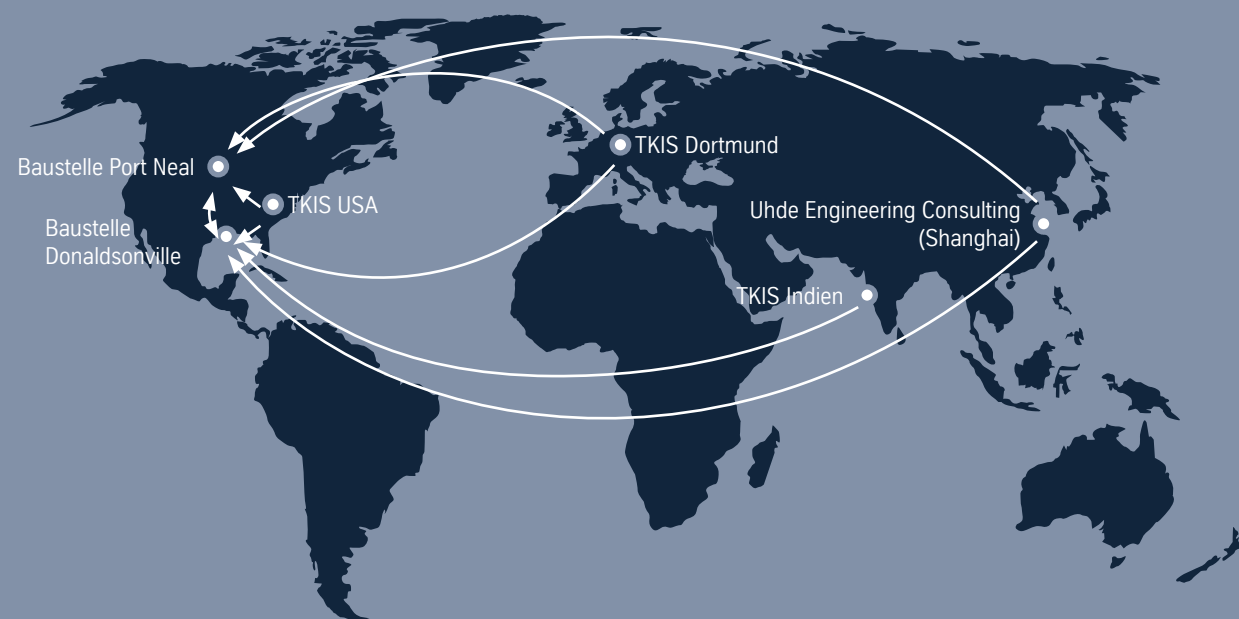 TKIS Dortmund
Baustelle Port Neal
TKIS USA
Uhde Engineering Consulting
(Shanghai)
Baustelle
Donaldsonville
TKIS Indien